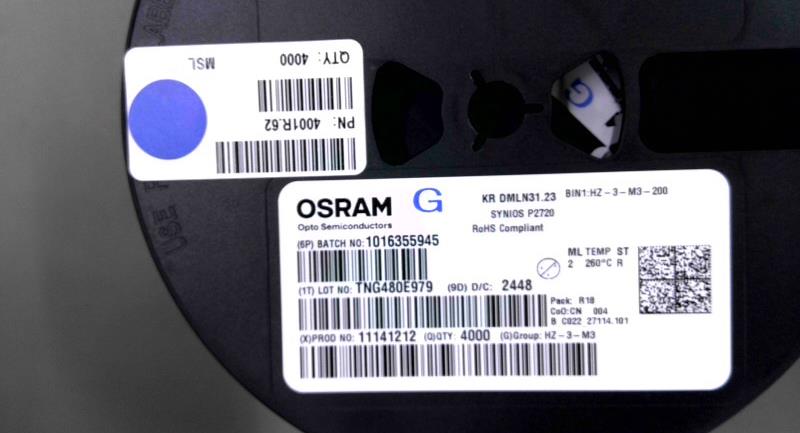 QTY: 4000
MSL
PN: 4001R.62
G
OSRAM G
Opto Semiconductors
KR DMLN31.23 BIN1:HZ-3-M3-200
SYNIOS P2720
RoHS Compliant
(6P) BATCH NO:1016355945
ML TEMP ST
2 260°C R
(1T) LOT NO: TNG480E979 (9D) D/C: 2448
Pack: R18
CoO:CN 004
B C022 27114.101
(X)PROD NO: 11141212 (Q)QTY: 4000 (G)Group: HZ-3-M3
USE